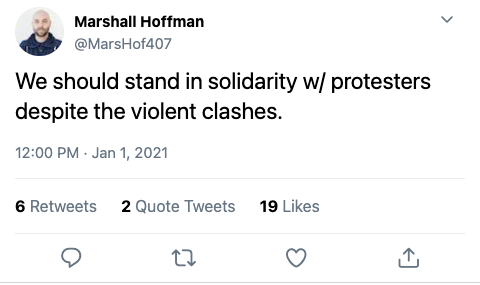 Marshall Hoffman
@MarsHof407
We should stand in solidarity w/ protesters
despite the violent clashes.
12:00 PM · Jan 1, 2021
6 Retweets 2 Quote Tweets 19 Likes